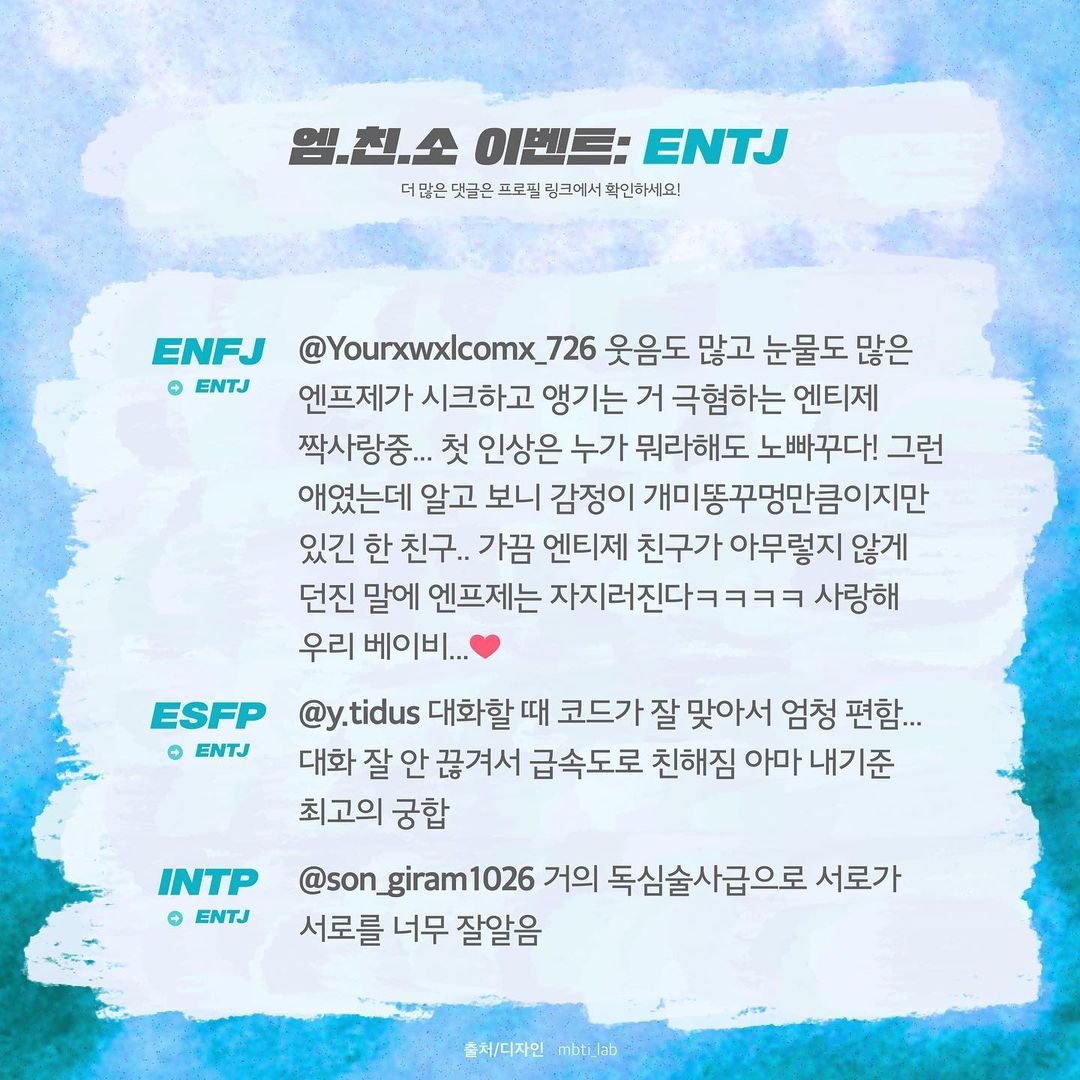 엠.친.소 이벤트: ENTJ
더 많은 댓글은 프로필 링크에서 확인하세요!
ENFJ
→ ENTJ
@Yourxwxlcomx_726 웃음도 많고 눈물도 많은
엔프제가 시크하고 앵기는 거 극혐하는 엔티제
짝사랑중... 첫 인상은 누가 뭐라해도 노빠꾸다! 그런
애였는데 알고 보니 감정이 개미똥꾸멍만큼이지만
있긴 한 친구.. 가끔 엔티제 친구가 아무렇지 않게
던진 말에 엔프제는 자지러진다ㅋㅋㅋㅋ 사랑해
우리 베이비...❤
ESFP
→ ENTJ
@y.tidus 대화할 때 코드가 잘 맞아서 엄청 편함...
대화 잘 안 끊겨서 급속도로 친해짐 아마 내기준
최고의 궁합
INTP
→ ENTJ
@son_giram1026 거의 독심술사급으로 서로가
서로를 너무 잘알음
출처/디자인 mbti_lab